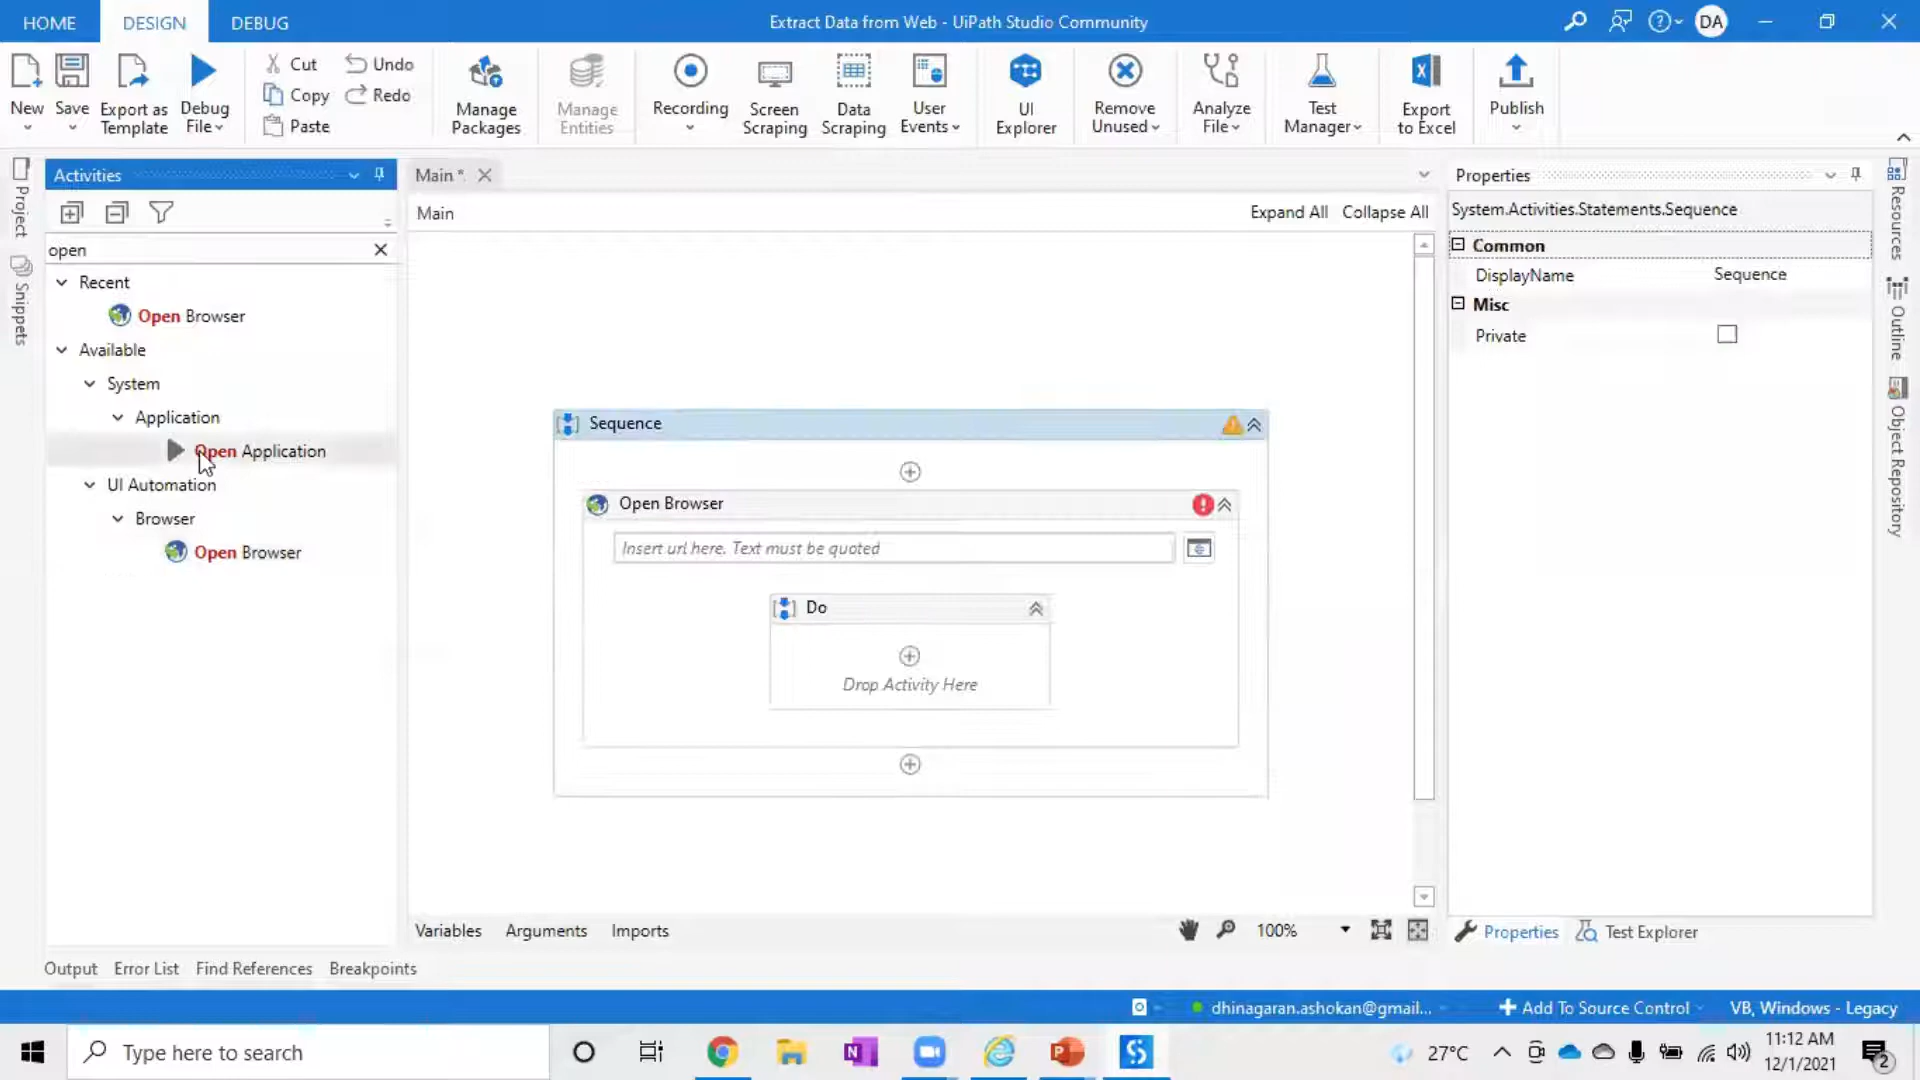 HOME DESIGN DEBUG Extract Data from Web - UiPath Studio Community DA
New Save Export as Template Debug File
Cut Copy Paste Undo Redo
Manage Packages Manage Entities Recording Screen Scraping Data Scraping User Events UI Explorer Remove Unused Analyze File Test Manager Export to Excel Publish
Project
Snippets
Activities
open
Recent
Open Browser
Available
System
Application
Open Application
UI Automation
Browser
Open Browser
Main *
Main Expand All Collapse All
Sequence
Open Browser
Insert url here. Text must be quoted
Do
Drop Activity Here
Variables Arguments Imports 100%
Properties
System.Activities.Statements.Sequence
Common
DisplayName Sequence
Misc
Private
Properties Test Explorer
Resources
Outline
Object Repository
Output Error List Find References Breakpoints
dhinagaran.ashokan@gmail... Add To Source Control VB, Windows - Legacy
Type here to search 27°C 11:12 AM
12/1/2021 2